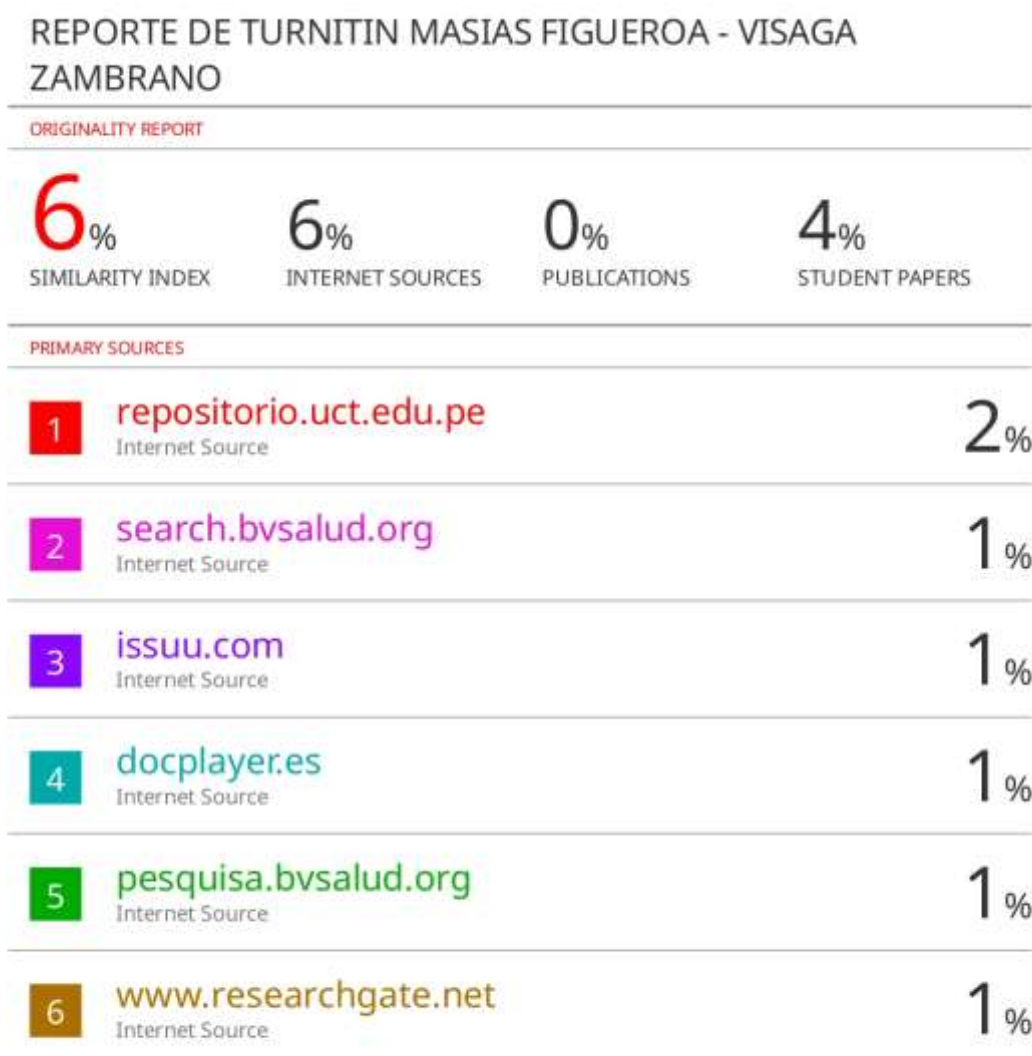 REPORTE DE TURNITIN MASIAS FIGUEROA - VISAGA
ZAMBRANO
ORIGINALITY REPORT
6% 6% 0% 4%
SIMILARITY INDEX INTERNET SOURCES PUBLICATIONS STUDENT PAPERS
PRIMARY SOURCES
1 repositorio.uct.edu.pe 2%
Internet Source
2 search.bvsalud.org 1%
Internet Source
3 issuu.com 1%
Internet Source
4 docplayer.es 1%
Internet Source
5 pesquisa.bvsalud.org 1%
Internet Source
6 www.researchgate.net 1%
Internet Source